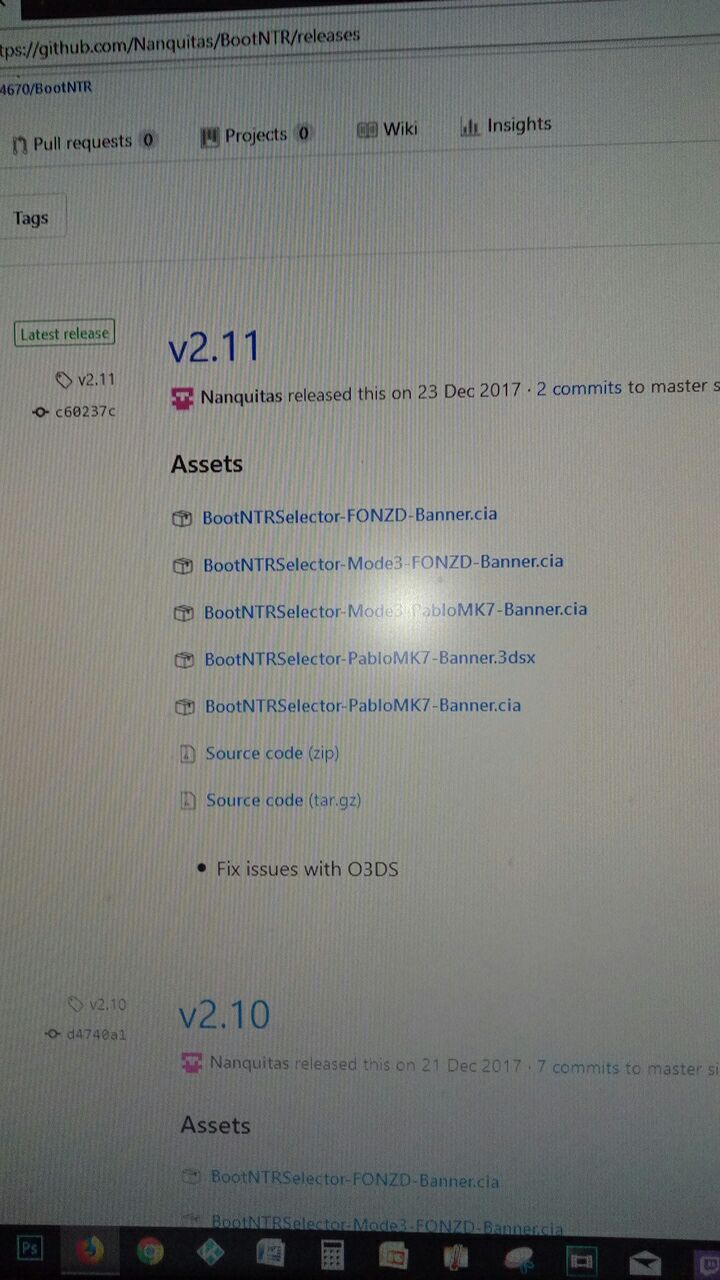 tps://github.com/Nanquitas/BootNTR/releases
4670/BootNTR
Pull requests 0 Projects 0 Wiki Insights
Tags
Latest release
v2.11
v2.11
c60237c
Nanquitas released this on 23 Dec 2017 · 2 commits to master s
Assets
BootNTRSelector-FONZD-Banner.cia
BootNTRSelector-Mode3-FONZD-Banner.cia
BootNTRSelector-Mode3-PabloMK7-Banner.cia
BootNTRSelector-PabloMK7-Banner.3dsx
BootNTRSelector-PabloMK7-Banner.cia
Source code (zip)
Source code (tar.gz)
• Fix issues with O3DS
v2.10
v2.10
d4740a1
Nanquitas released this on 21 Dec 2017 · 7 commits to master si
Assets
BootNTRSelector-FONZD-Banner.cia
BootNTRSelector-Mode3-FONZD-Banner.cia
Ps